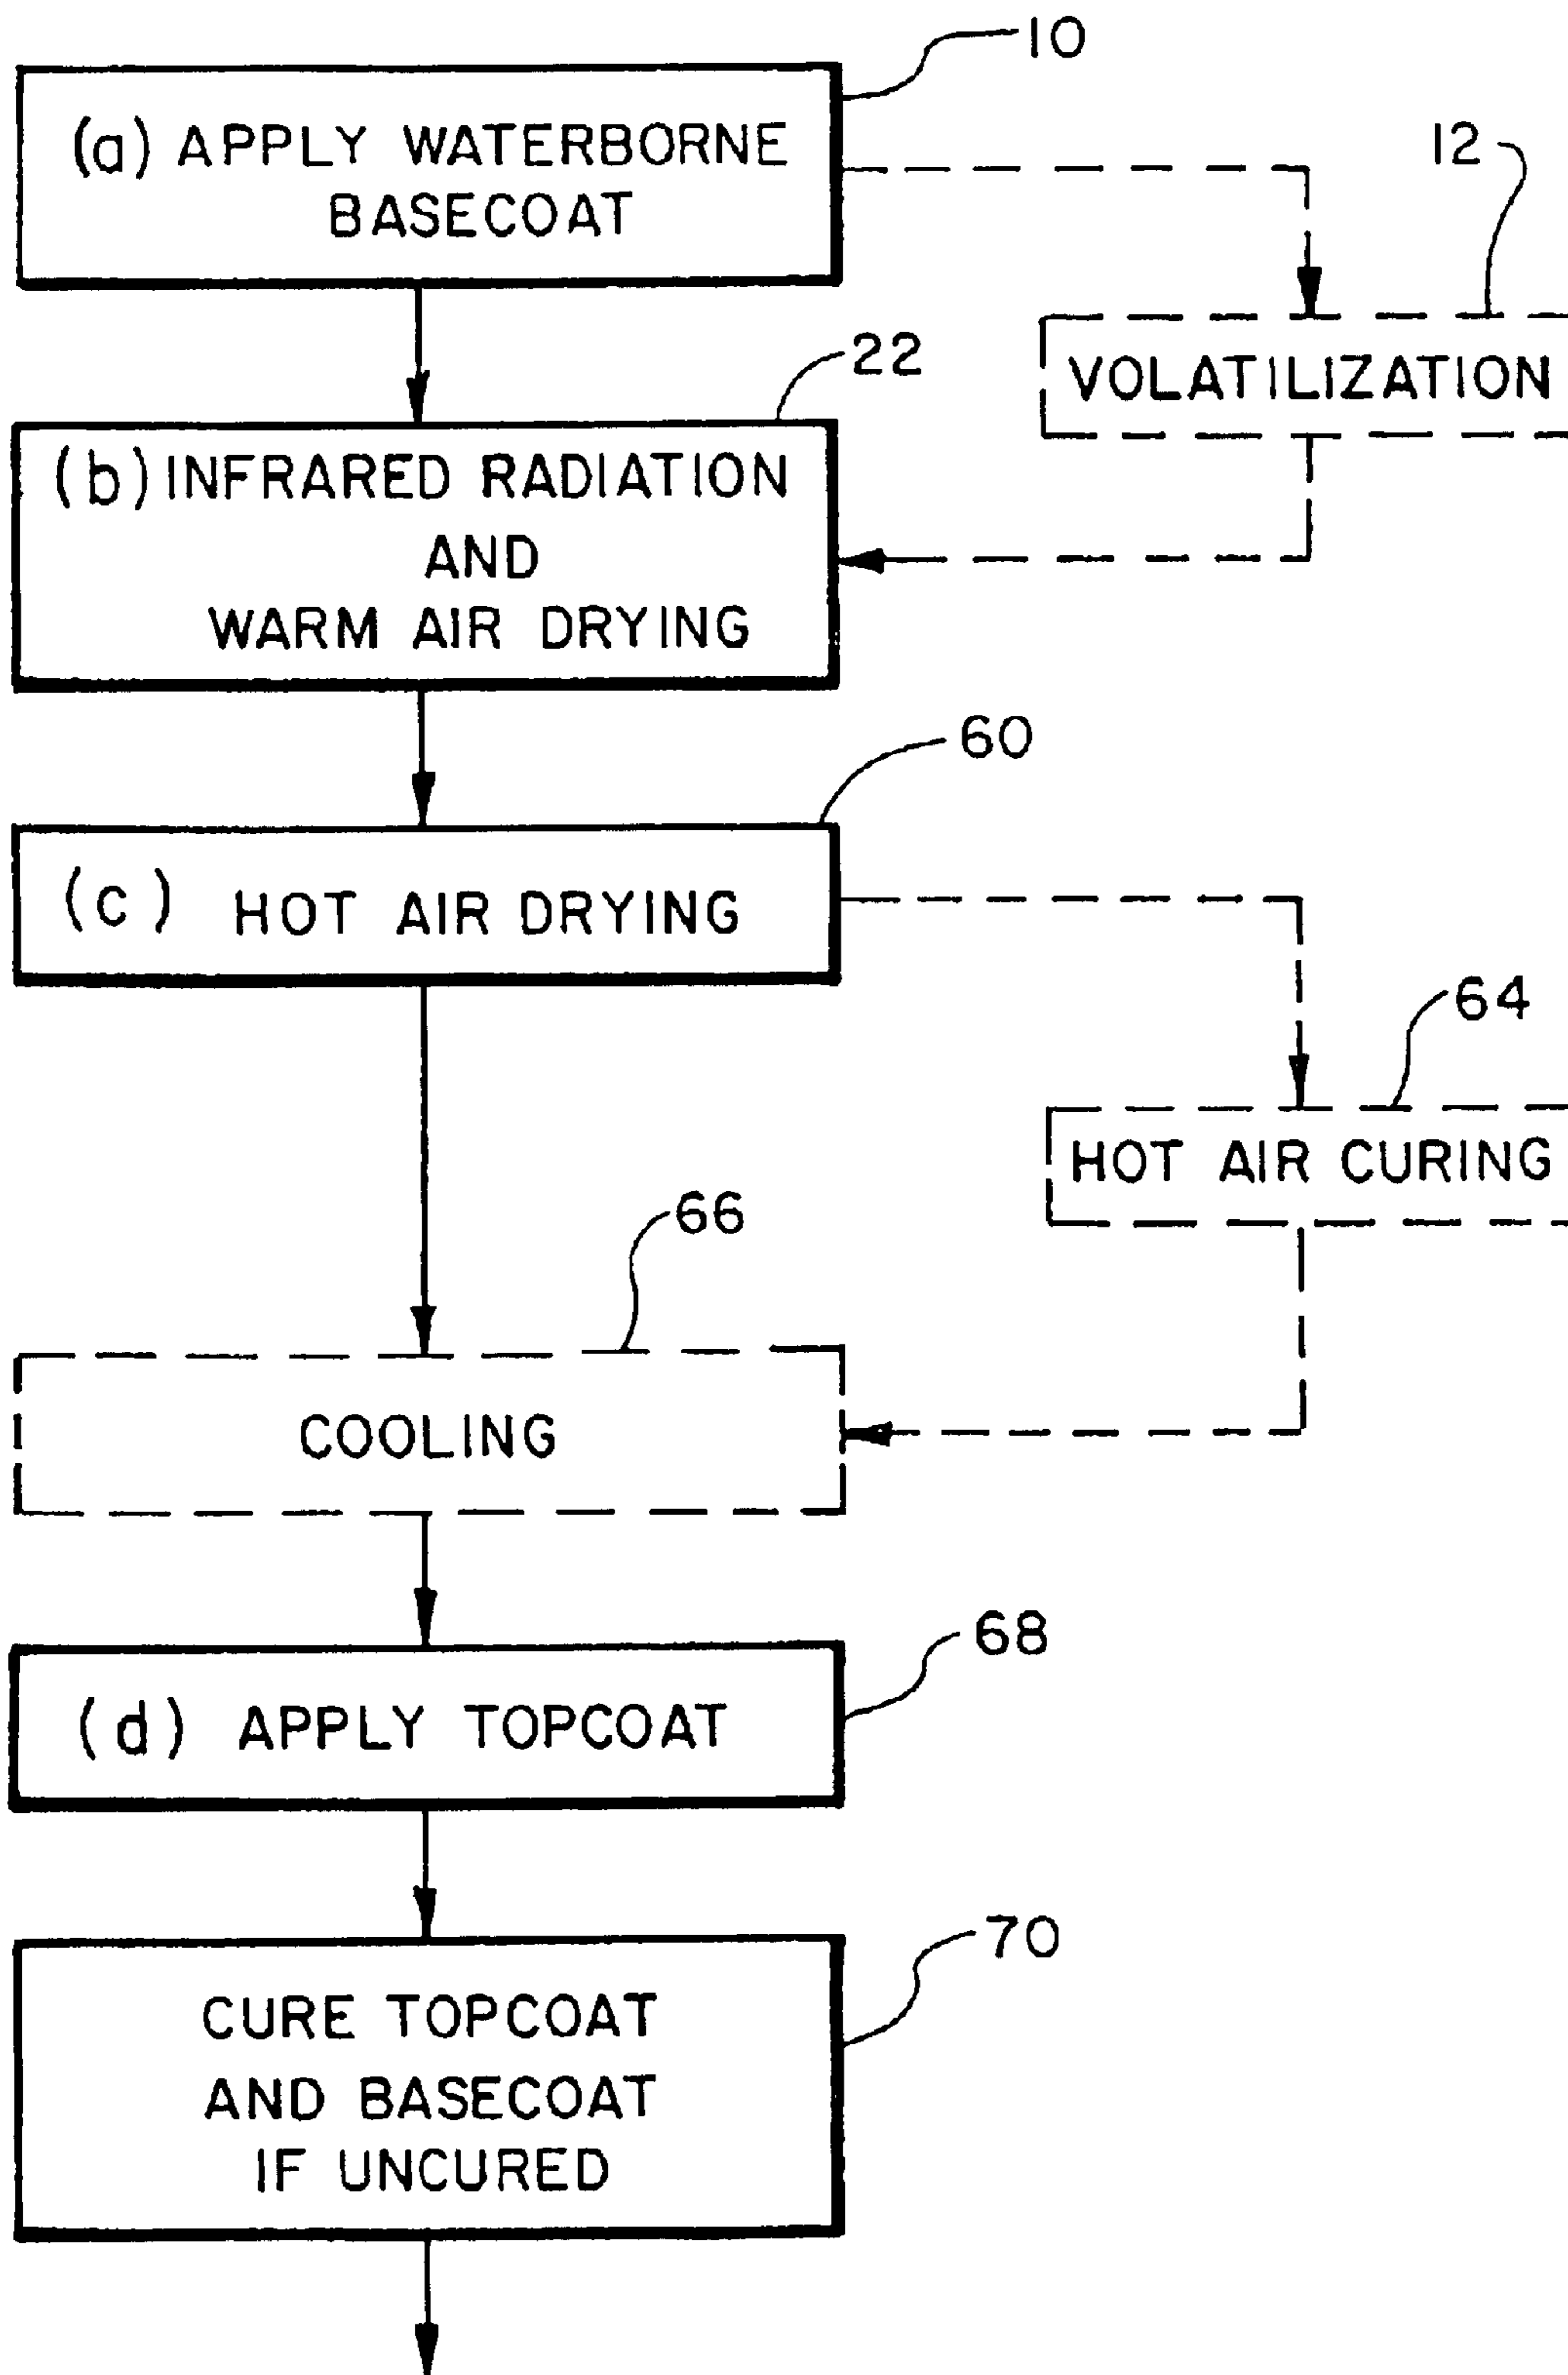 10
(a) APPLY WATERBORNE
BASECOAT
12
VOLATILIZATION
22
(b) INFRARED RADIATION
AND
WARM AIR DRYING
60
(c) HOT AIR DRYING
64
HOT AIR CURING
66
COOLING
68
(d) APPLY TOPCOAT
70
CURE TOPCOAT
AND BASECOAT
IF UNCURED